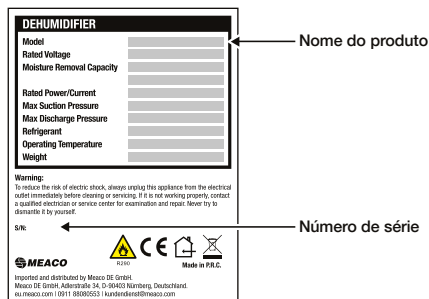 DEHUMIDIFIER
Model
Nome do produto
Rated Voltage
Moisture Removal Capacity
Rated Power/Current
Max Suction Pressure
Max Discharge Pressure
Refrigerant
Operating Temperature
Weight
Warning:
To reduce the risk of electric shock, always unplug this appliance from the electrical
outlet immediately before cleaning or servicing. If it is not working properly, contact
a qualified electrician or service center for examination and repair. Never try to
dismantle it by yourself.
S/N:
Número de série
R290
CE
MEACO
Made in P.R.C.
Imported and distributed by Meaco DE GmbH.
Meaco DE GmbH, Adlerstraße 34, D-90403 Nürnberg, Deutschland.
eu.meaco.com I 0911 88080553 I kundendienst@meaco.com